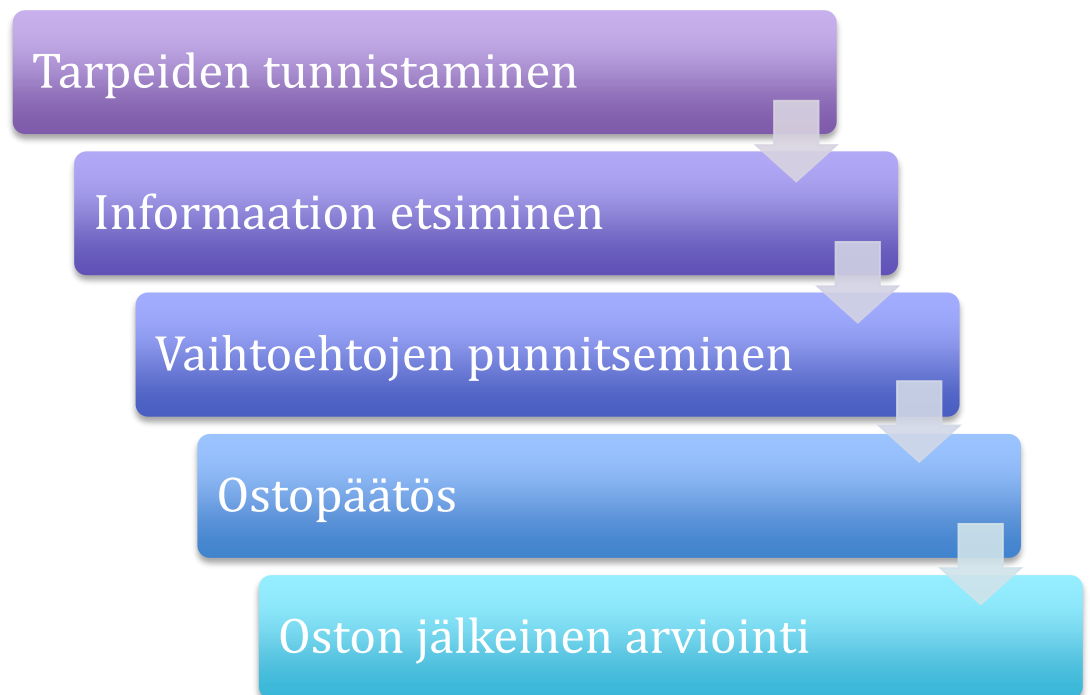 Tarpeiden tunnistaminen
Informaation etsiminen
Vaihtoehtojen punnitseminen
Ostopäätös
Oston jälkeinen arviointi